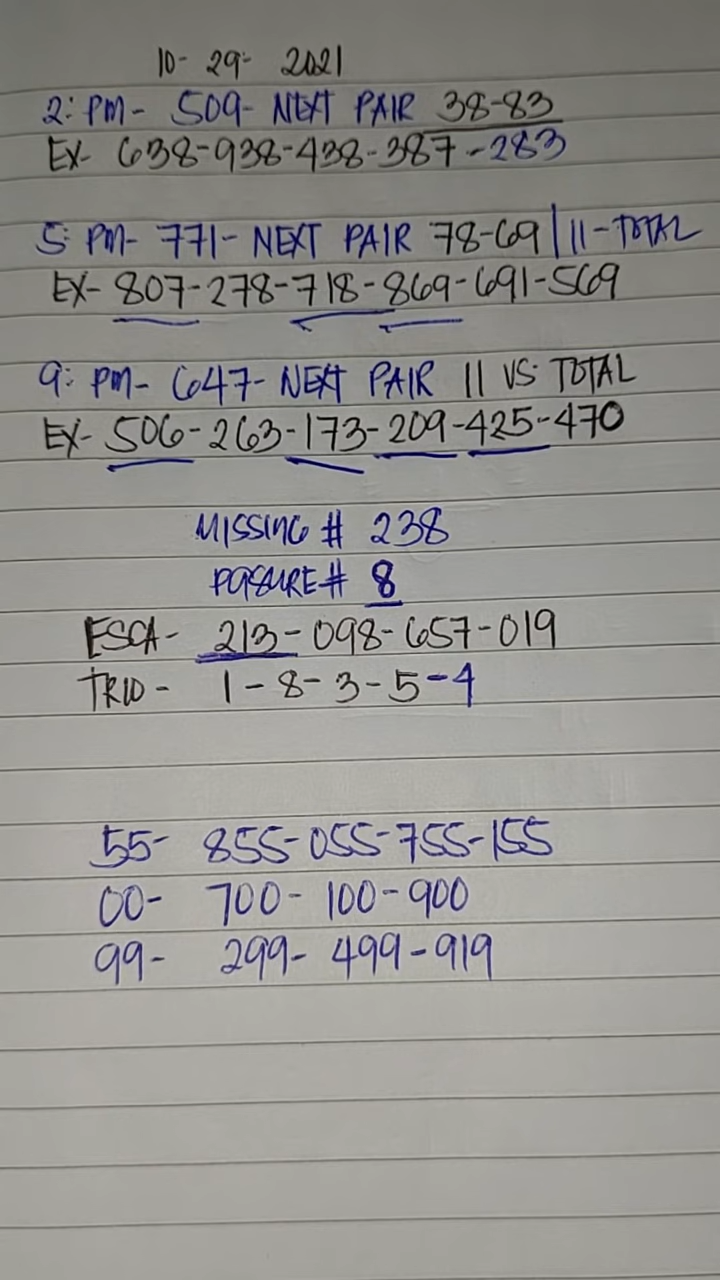 10- 29- 2021
2: PM- 509- NEXT PAIR 38-83
EX- 638-938-438-387-283
5: PM- 771- NEXT PAIR 78-69|11-TOTAL
EX- 807-278-718-869-691-569
9: PM- 647- NEXT PAIR 11 VS TOTAL
EX- 506-263-173-209-425-470
MISSING # 238
POSURE# 8
ESCA- 213-098-657-019
TRIO- 1-8-3-5-4
55- 855-055-755-155
00- 700-100-900
99- 299-499-919